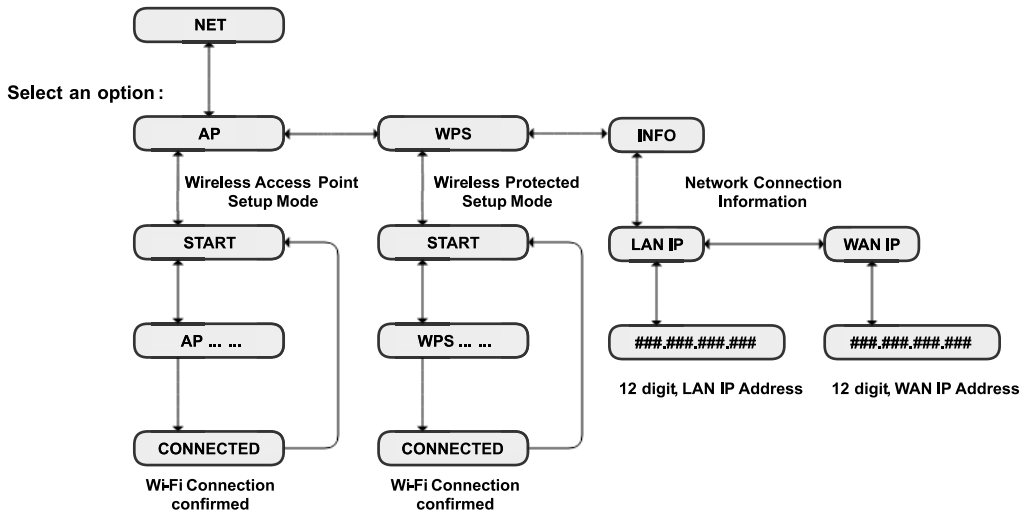 NET
Select an option :
AP
WPS
INFO
Wireless Access Point
Setup Mode
Wireless Protected
Setup Mode
Network Connection
Information
START
START
LAN IP
WAN IP
AP ... ...
WPS ... ...
###.###.###.###
###.###.###.###
12 digit, LAN IP Address
12 digit, WAN IP Address
CONNECTED
CONNECTED
Wi-Fi Connection
confirmed
Wi-Fi Connection
confirmed